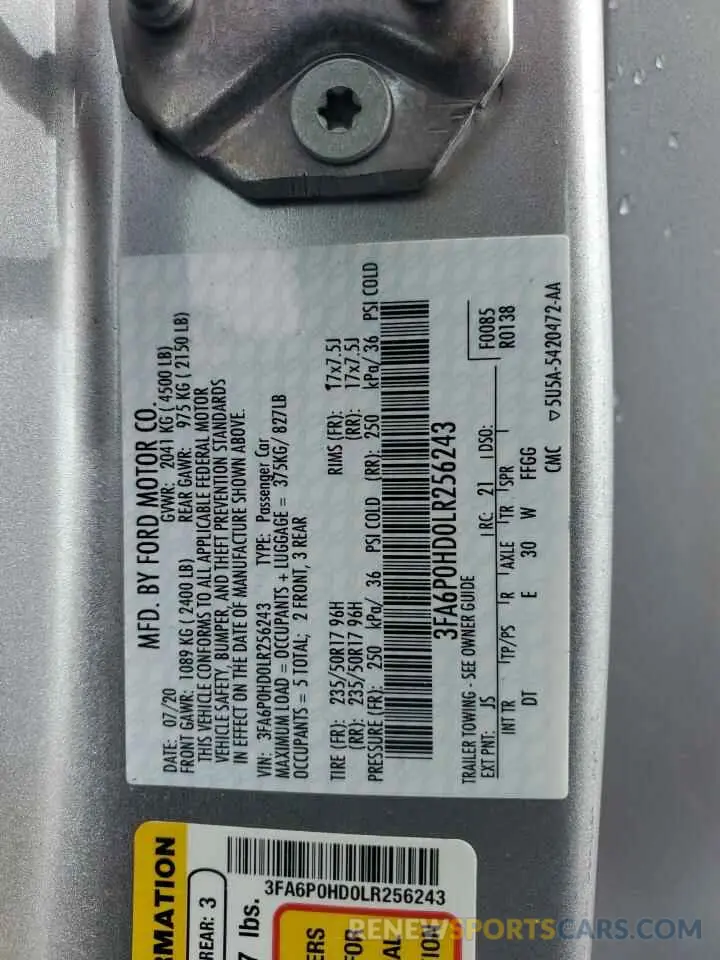 MFD. BY FORD MOTOR CO.
DATE: 07/20 GVWR: 2041 KG ( 4500 LB)
FRONT GAWR: 1089 KG ( 2400 LB) REAR GAWR: 975 KG ( 2150 LB)
THIS VEHICLE CONFORMS TO ALL APPLICABLE FEDERAL MOTOR
VEHICLE SAFETY, BUMPER, AND THEFT PREVENTION STANDARDS
IN EFFECT ON THE DATE OF MANUFACTURE SHOWN ABOVE.
VIN: 3FA6P0HD0LR256243 TYPE: Passenger Car
MAXIMUM LOAD = OCCUPANTS + LUGGAGE = 375KG/ 827LB
OCCUPANTS = 5 TOTAL; 2 FRONT, 3 REAR
TIRE (FR): 235/50R17 96H RIMS (FR): 17x7.5J
(RR): 235/50R17 96H (RR): 17x7.5J
PRESSURE (FR): 250 kPa/ 36 PSI COLD (RR): 250 kPa/ 36 PSI COLD
3FA6P0HD0LR256243
TRAILER TOWING - SEE OWNER GUIDE F0085
EXT PNT: JS RC: 21 DSO: R0138
INT TR TP/PS R AXLE TR SPR
DT E 30 W FFGG
CMC ▽ 5U5A-5420472-AA
3FA6P0HD0LR256243
REAR: 3
7 lbs.
RENEWSPORTSCARS.COM